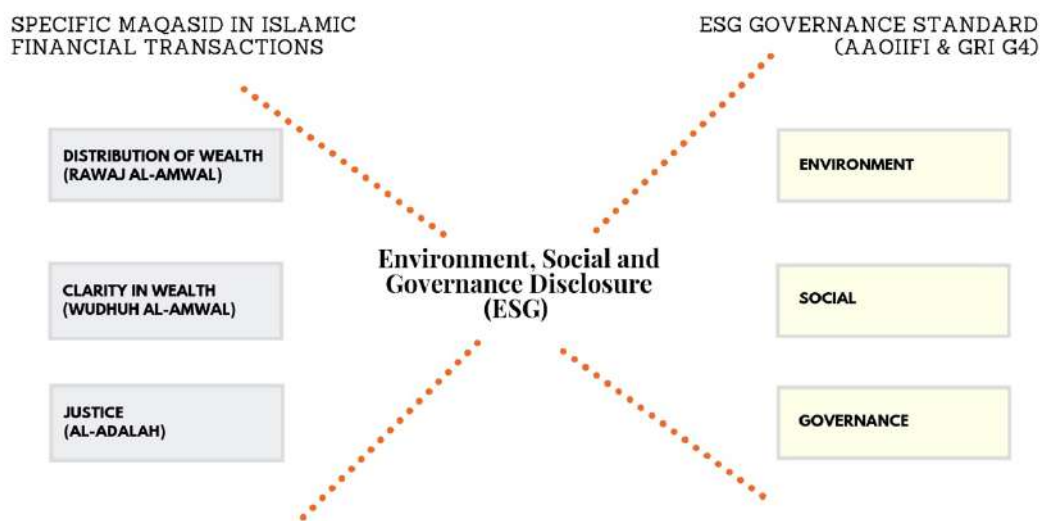 SPECIFIC MAQASID IN ISLAMIC
FINANCIAL TRANSACTIONS
DISTRIBUTION OF WEALTH
(RAWAJ AL-AMWAL)
CLARITY IN WEALTH
(WUDHUH AL-AMWAL)
JUSTICE
(AL-ADALAH)
Environment, Social and
Governance Disclosure
(ESG)
ESG GOVERNANCE STANDARD
(AAOIIFI & GRI G4)
ENVIRONMENT
SOCIAL
GOVERNANCE